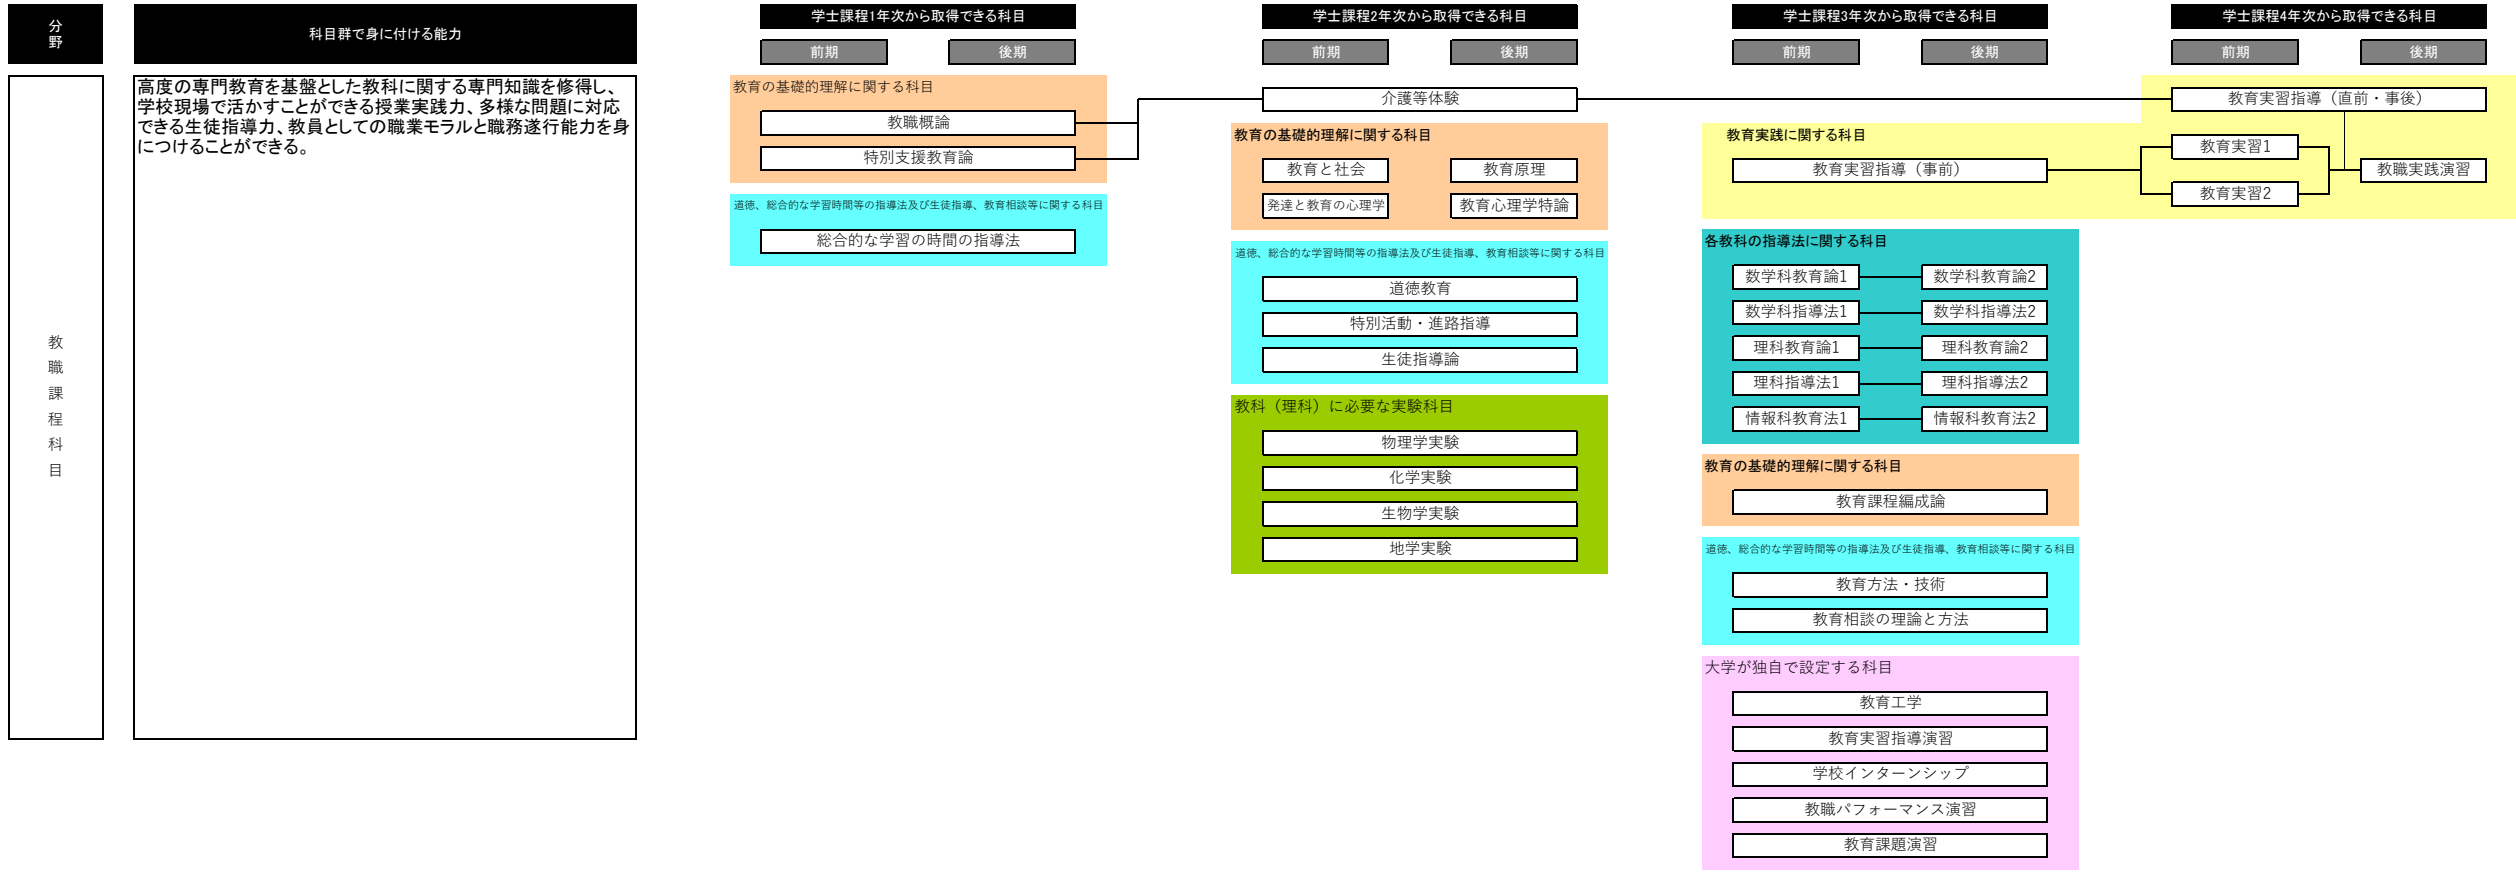 分野
科目群で身に付ける能力
学士課程1年次から取得できる科目
学士課程2年次から取得できる科目
学士課程3年次から取得できる科目
学士課程4年次から取得できる科目
前期
後期
前期
後期
前期
後期
前期
後期
教職課程科目
高度の専門教育を基盤とした教科に関する専門知識を修得し、
学校現場で活かすことができる授業実践力、多様な問題に対応
できる生徒指導力、教員としての職業モラルと職務遂行能力を身
につけることができる。
教育の基礎的理解に関する科目
教職概論
特別支援教育論
道徳、総合的な学習時間等の指導法及び生徒指導、教育相談等に関する科目
総合的な学習の時間の指導法
介護等体験
教育の基礎的理解に関する科目
教育と社会
教育原理
発達と教育の心理学
教育心理学特論
道徳、総合的な学習時間等の指導法及び生徒指導、教育相談等に関する科目
道徳教育
特別活動・進路指導
生徒指導論
教科（理科）に必要な実験科目
物理学実験
化学実験
生物学実験
地学実験
教育実践に関する科目
教育実習指導（事前）
教育実習指導（直前・事後）
教育実習1
教育実習2
教職実践演習
各教科の指導法に関する科目
数学科教育論1
数学科教育論2
数学科指導法1
数学科指導法2
理科教育論1
理科教育論2
理科指導法1
理科指導法2
情報科教育法1
情報科教育法2
教育の基礎的理解に関する科目
教育課程編成論
道徳、総合的な学習時間等の指導法及び生徒指導、教育相談等に関する科目
教育方法・技術
教育相談の理論と方法
大学が独自で設定する科目
教育工学
教育実習指導演習
学校インターンシップ
教職パフォーマンス演習
教育課題演習